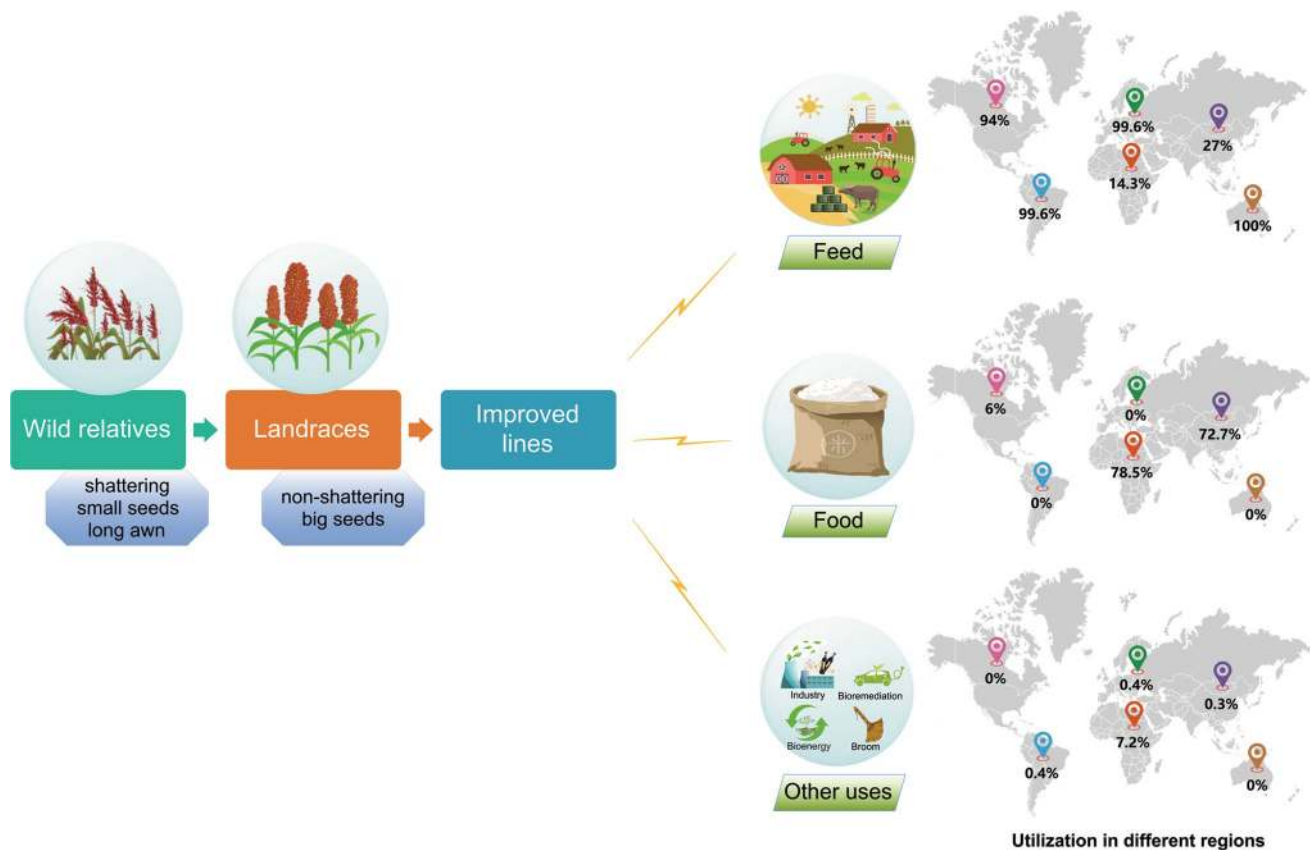 Wild relatives
shattering
small seeds
long awn
Landraces
non-shattering
big seeds
Improved
lines
Feed
94%
99.6%
27%
14.3%
99.6%
100%
Food
6%
0%
72.7%
78.5%
0%
0%
Industry
Bioremediation
Bioenergy
Broom
Other uses
0%
0.4%
0.3%
7.2%
0.4%
0%
Utilization in different regions